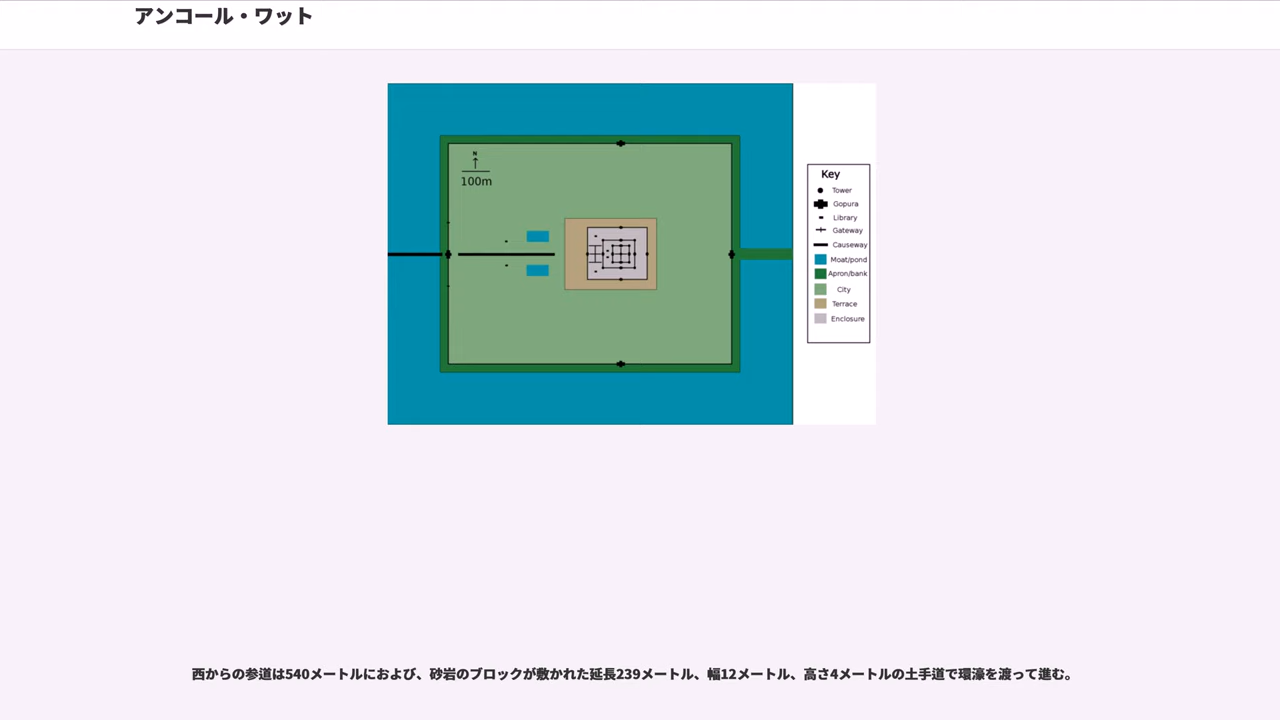 アンコール・ワット
N
100m
Key
Tower
Gopura
Library
Gateway
Causeway
Moat/pond
Apron/bank
City
Terrace
Enclosure
西からの参道は540メートルにおよび、砂岩のブロックが敷かれた延長239メートル、幅12メートル、高さ4メートルの土手道で環濠を渡って進む。